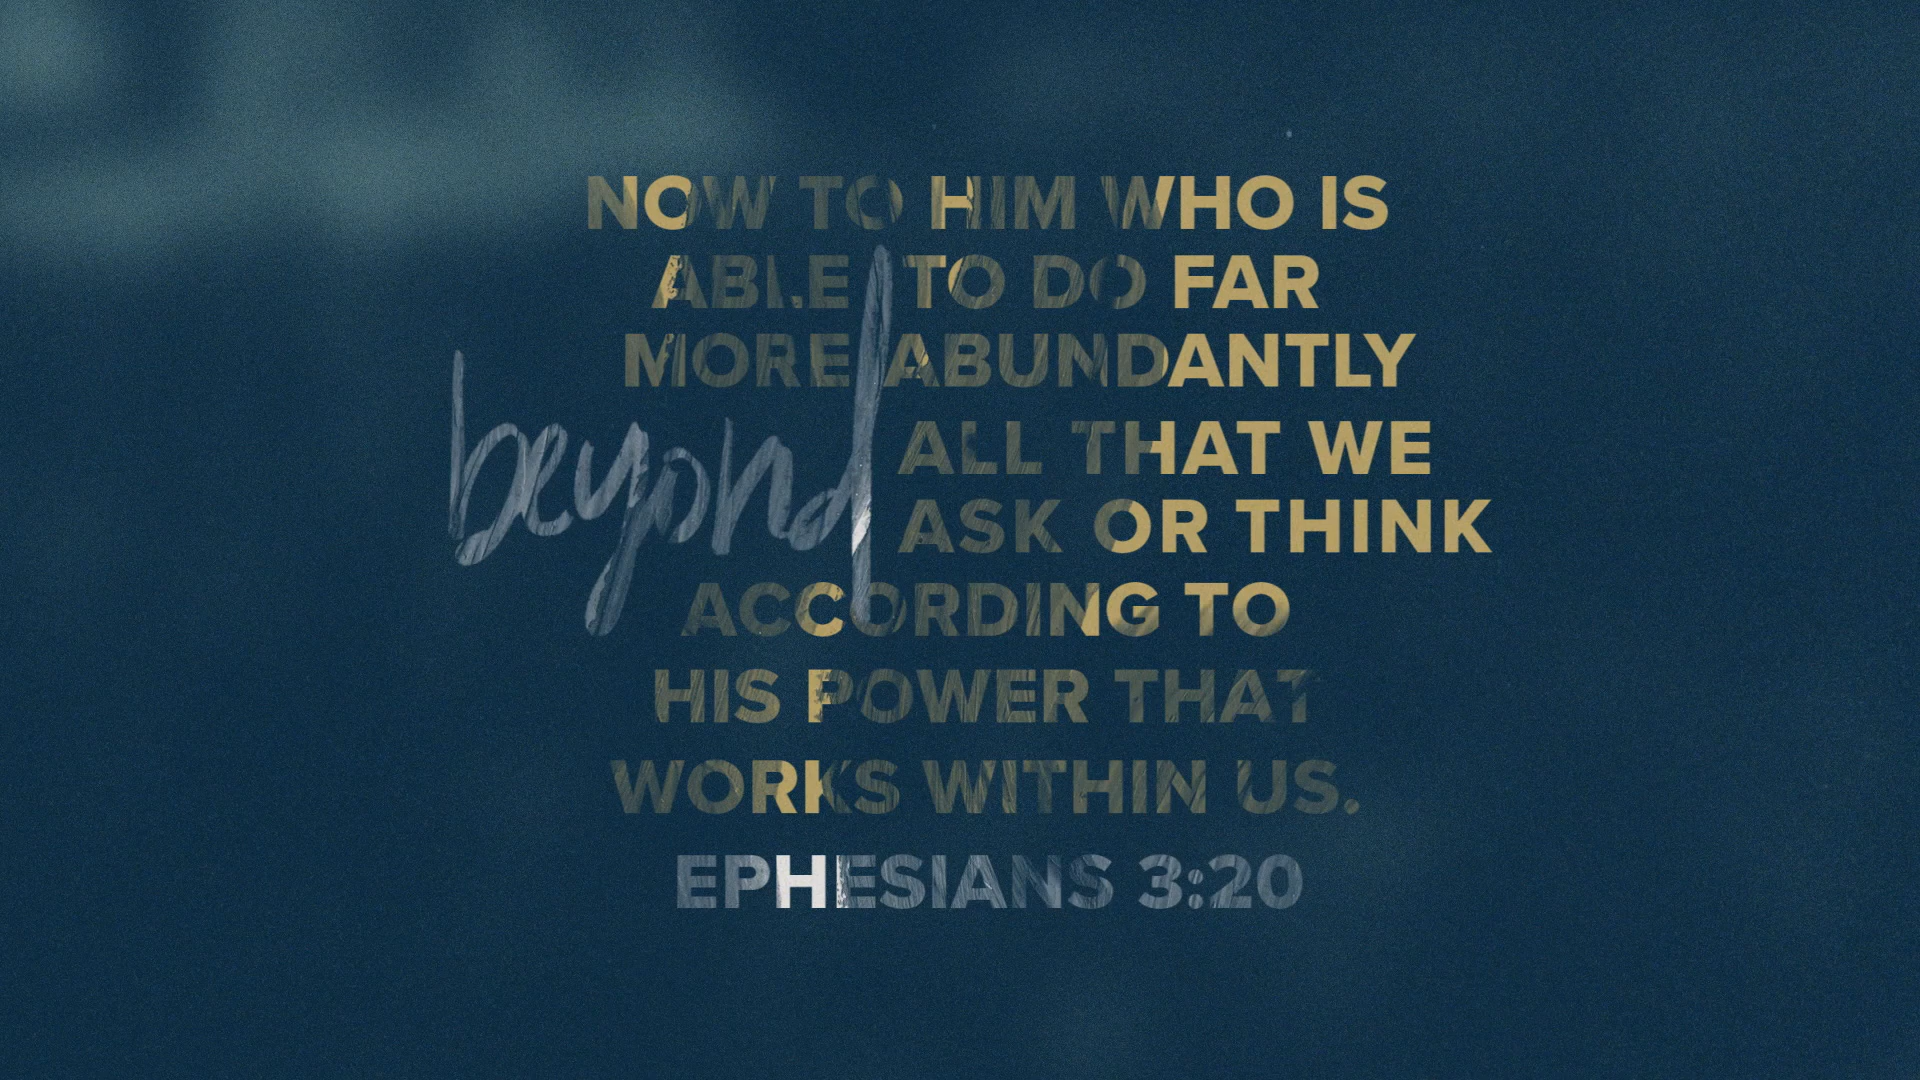 NOW TO HIM WHO IS
ABLE TO DO FAR
MORE ABUNDANTLY
beyond ALL THAT WE
ASK OR THINK
ACCORDING TO
HIS POWER THAT
WORKS WITHIN US.
EPHESIANS 3:20